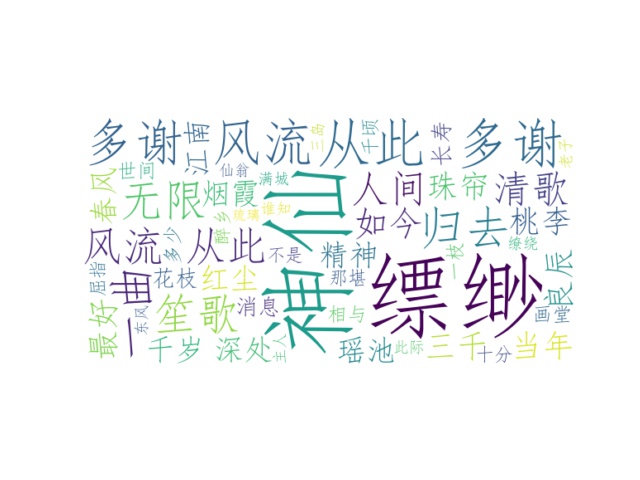 多谢
江南
风流
三岛
从此
千顷
长寿
多谢
老子
春风
世间
无限
烟霞
仙翁
满城
琉璃
谁知
神仙
人间
珠帘
清歌
如今
归去
桃李
风流
从此
多少
醉乡
不是
精神
那堪
一枝
缭绕
良辰
屈指
一曲
花枝
红尘
消息
缥缈
最好
东风
笙歌
相与
画堂
千岁
深处
主人
瑶池
此际
三千
十分
当年